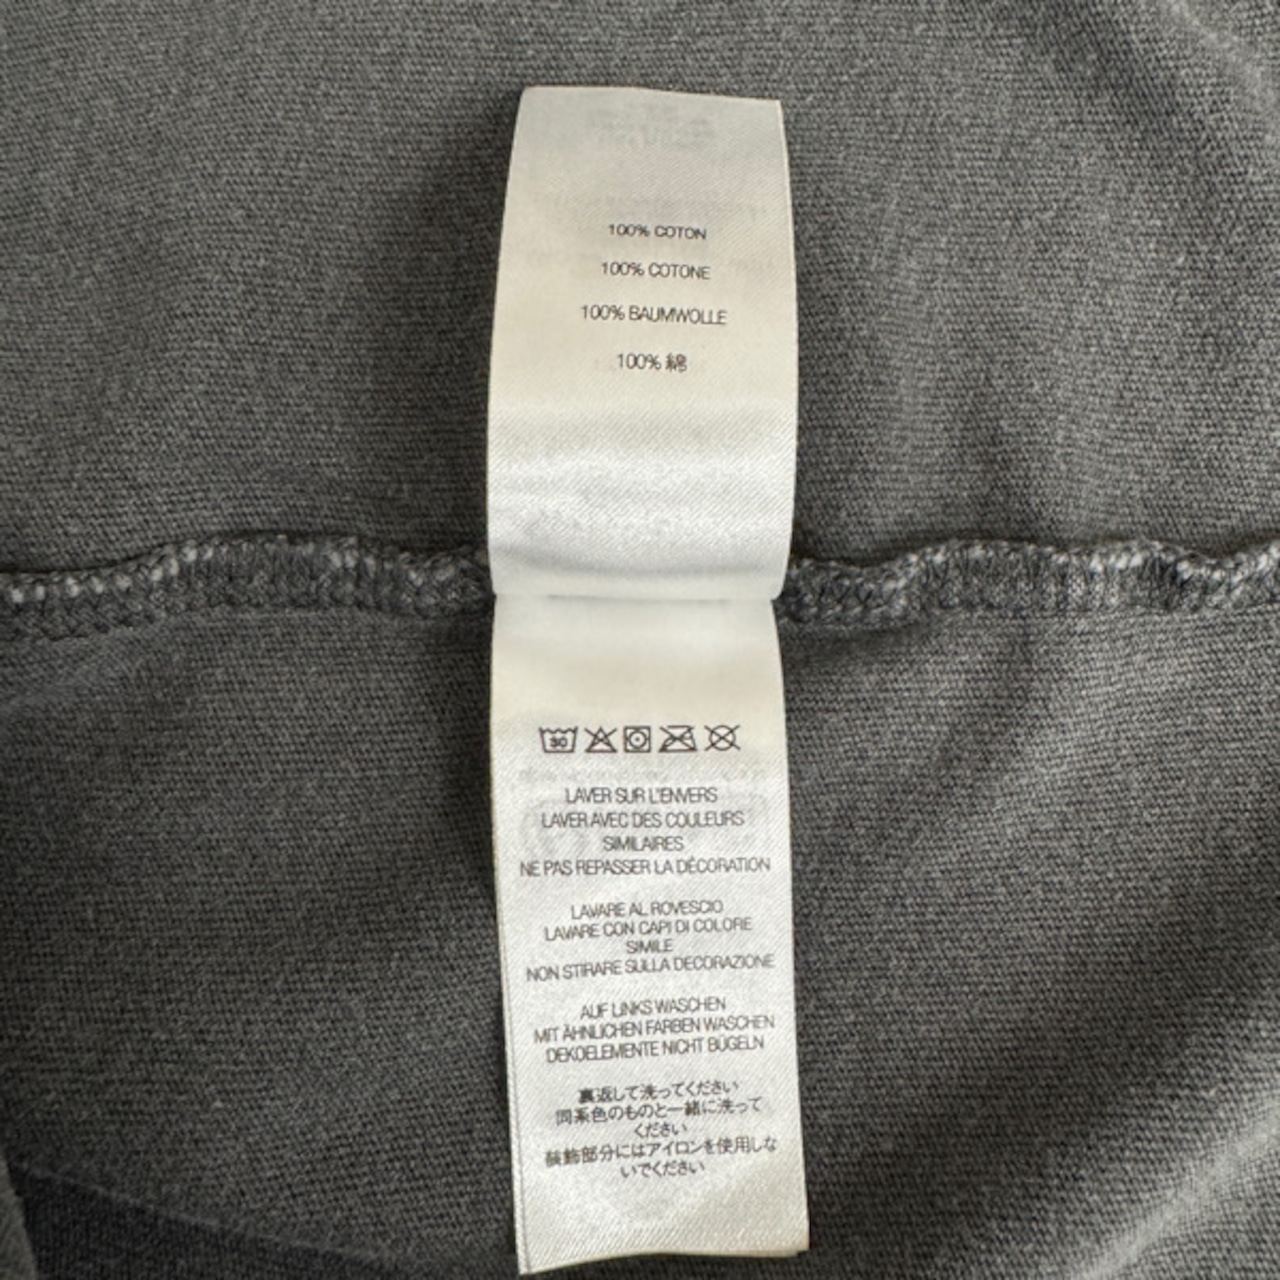 100% COTON
100% COTONE
100% BAUMWOLLE
100% 綿
30
LAVER SUR L'ENVERS
LAVER AVEC DES COULEURS
SIMILAIRES
NE PAS REPASSER LA DÉCORATION
LAVARE AL ROVESCIO
LAVARE CON CAPI DI COLORE
SIMILE
NON STIRARE SULLA DECORAZIONE
AUF LINKS WASCHEN
MIT ÄHNLICHEN FARBEN WASCHEN
DEKOELEMENTE NICHT BÜGELN
裏返して洗ってください
同系色のものと一緒に洗って
ください
装飾部分にはアイロンを使用しな
いでください